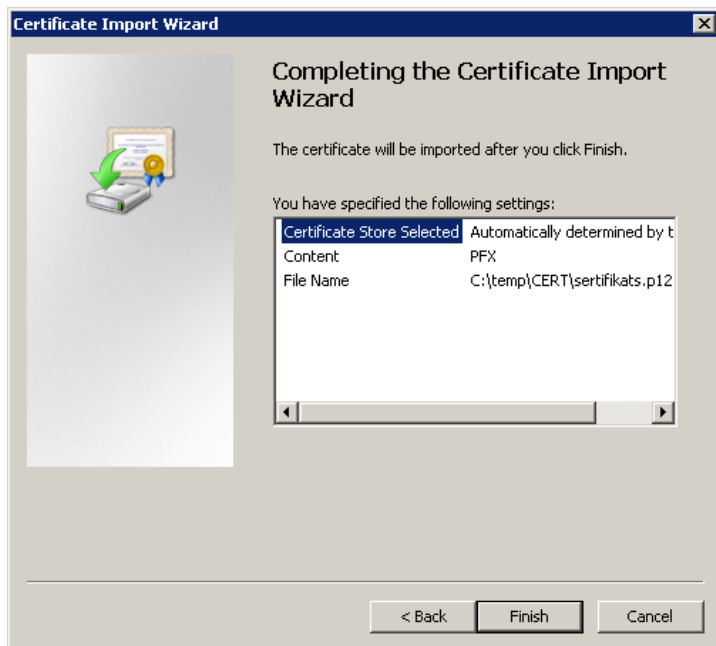 Certificate Import Wizard
Completing the Certificate Import
Wizard
The certificate will be imported after you click Finish.
You have specified the following settings:
Certificate Store Selected Automatically determined by t
Content PFX
File Name C:\temp\CERT\sertifikats.p12
< Back Finish Cancel